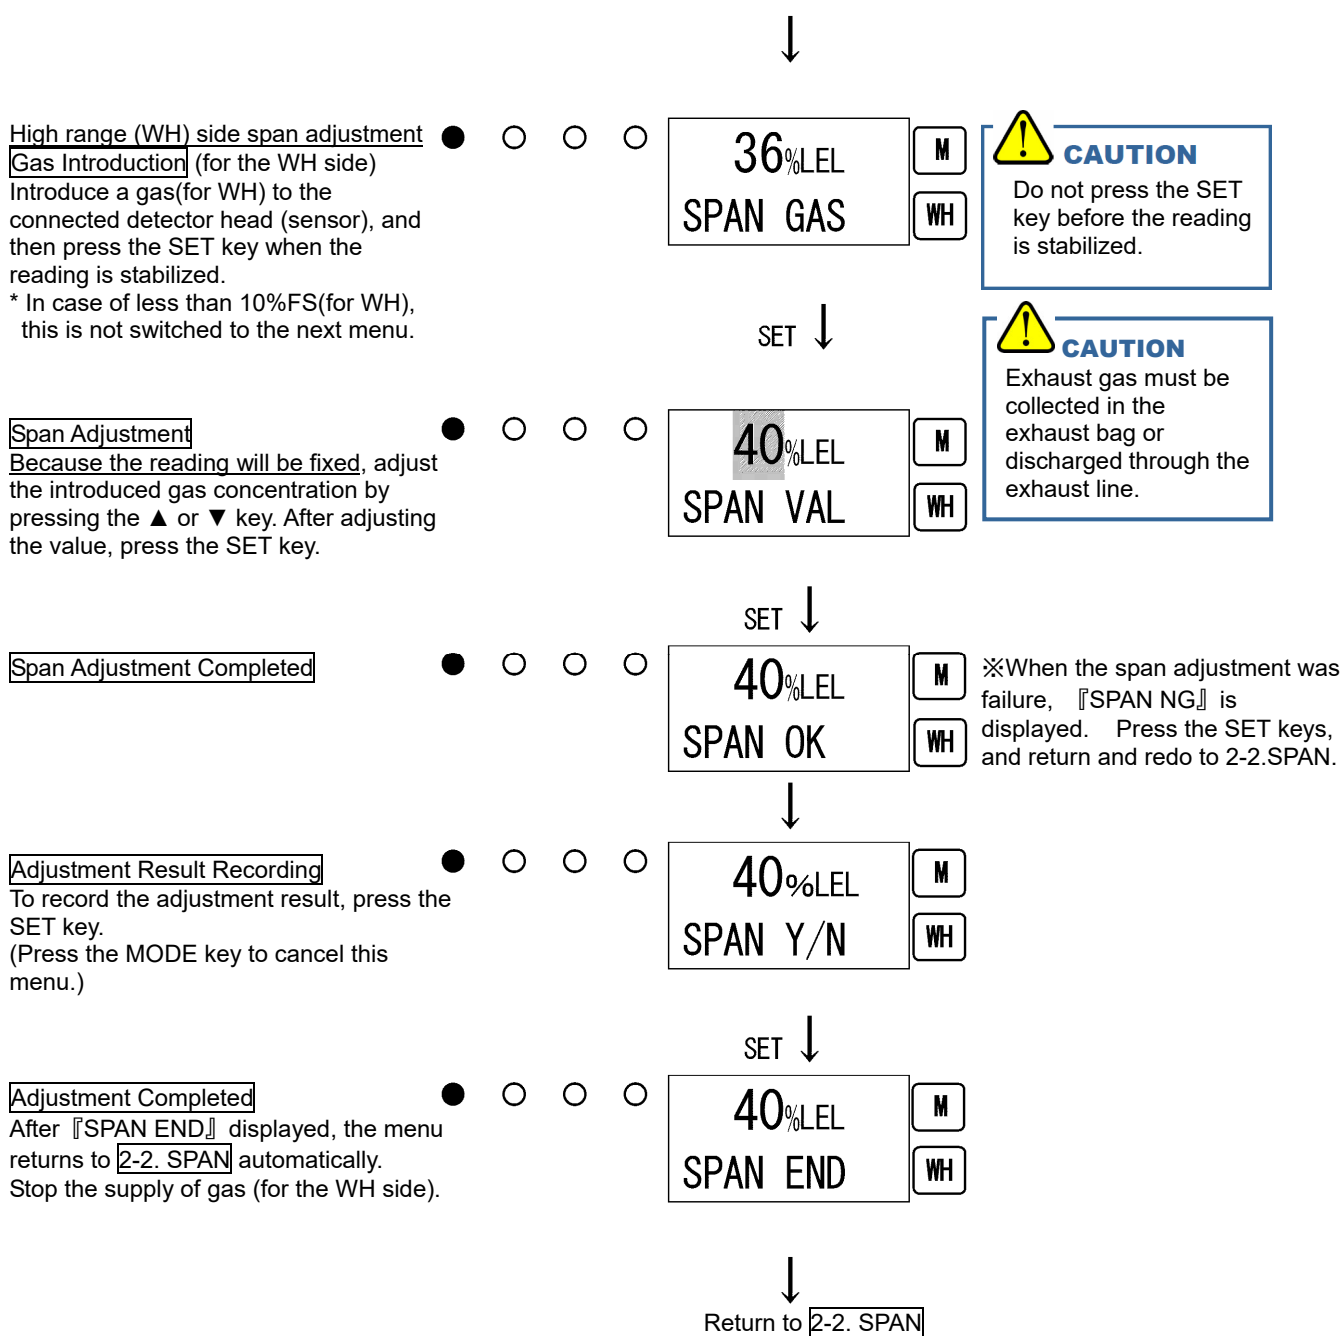 High range (WH) side span adjustment
Gas Introduction (for the WH side)
Introduce a gas(for WH) to the
connected detector head (sensor), and
then press the SET key when the
reading is stabilized.
* In case of less than 10%FS(for WH),
this is not switched to the next menu.
36%LEL
SPAN GAS
M
WH
CAUTION
Do not press the SET
key before the reading
is stabilized.
SET
CAUTION
Exhaust gas must be
collected in the
exhaust bag or
discharged through the
exhaust line.
Span Adjustment
Because the reading will be fixed, adjust
the introduced gas concentration by
pressing the ▲ or ▼ key. After adjusting
the value, press the SET key.
40%LEL
SPAN VAL
M
WH
SET
Span Adjustment Completed
40%LEL
SPAN OK
M
WH
※When the span adjustment was
failure, 『SPAN NG』 is
displayed. Press the SET keys,
and return and redo to 2-2.SPAN.
Adjustment Result Recording
To record the adjustment result, press the
SET key.
(Press the MODE key to cancel this
menu.)
40%LEL
SPAN Y/N
M
WH
SET
Adjustment Completed
After『SPAN END』displayed, the menu
returns to 2-2. SPAN automatically.
Stop the supply of gas (for the WH side).
40%LEL
SPAN END
M
WH
Return to 2-2. SPAN